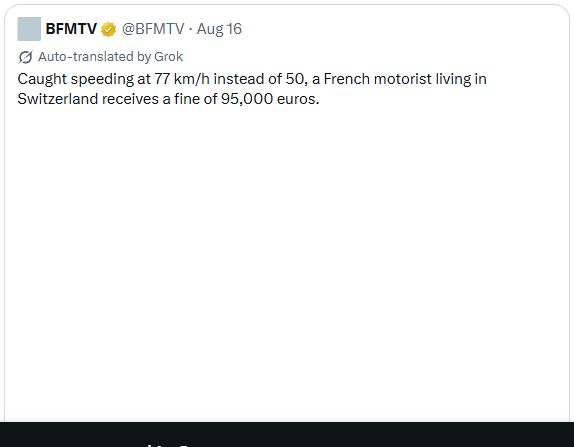 BFMTV @BFMTV · Aug 16
Auto-translated by Grok
Caught speeding at 77 km/h instead of 50, a French motorist living in
Switzerland receives a fine of 95,000 euros.